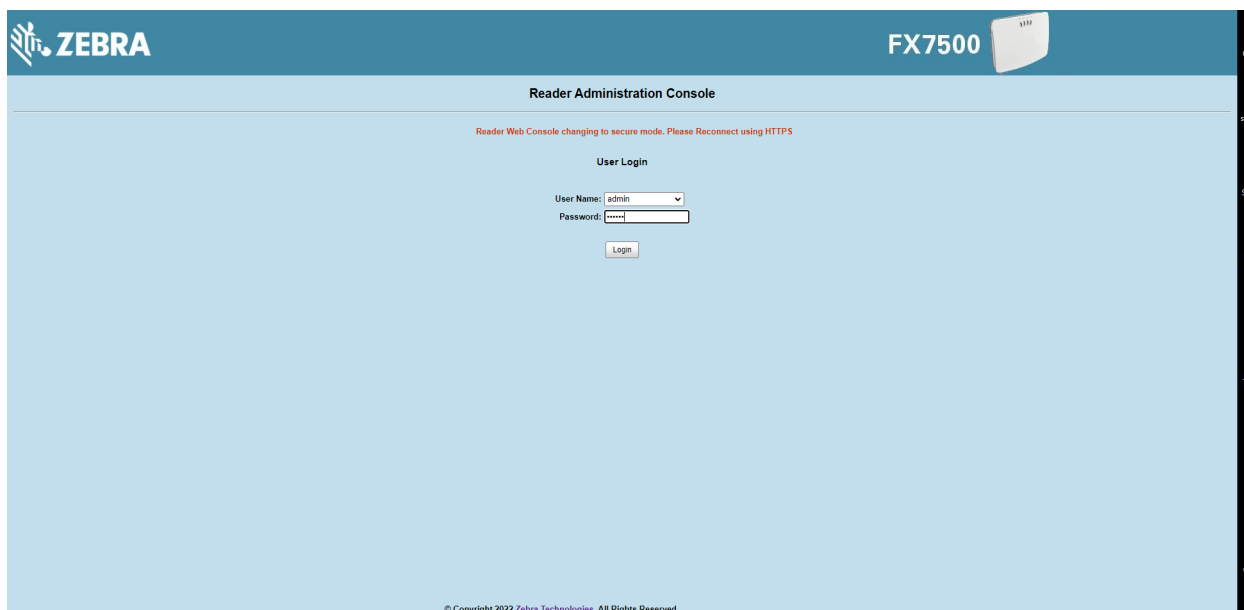 ZEBRA
FX7500
Reader Administration Console
Reader Web Console changing to secure mode. Please Reconnect using HTTPS
User Login
User Name: admin
Password: ••••••
Login
© Copyright 2022 Zebra Technologies. All Rights Reserved.